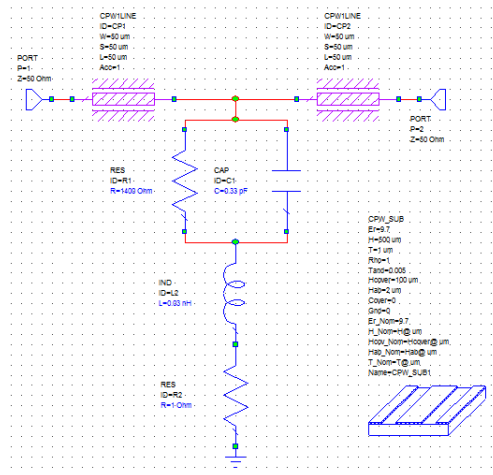 CPW1LINE
ID=CP1
W=50 um
S=50 um
L=50 um
Acc=1
CPW1LINE
ID=CP2
W=50 um
S=50 um
L=50 um
Acc=1
PORT
P=1
Z=50 Ohm
PORT
P=2
Z=50 Ohm
RES
ID=R1
R=1400 Ohm
CAP
ID=C1
C=0.33 pF
CPW_SUB
Er=9.7
H=500 um
T=1 um
Rho=1
Tand=0.005
Hcover=100 um
Hab=2 um
Cover=0
Gnd=0
Er_Nom=9.7
H_Nom=H@ um
Hcov_Nom=Hcover@ um
Hab_Nom=Hab@ um
T_Nom=T@ um
Name=CPW_SUB1
IND
ID=L2
L=0.83 nH
RES
ID=R2
R=1 Ohm